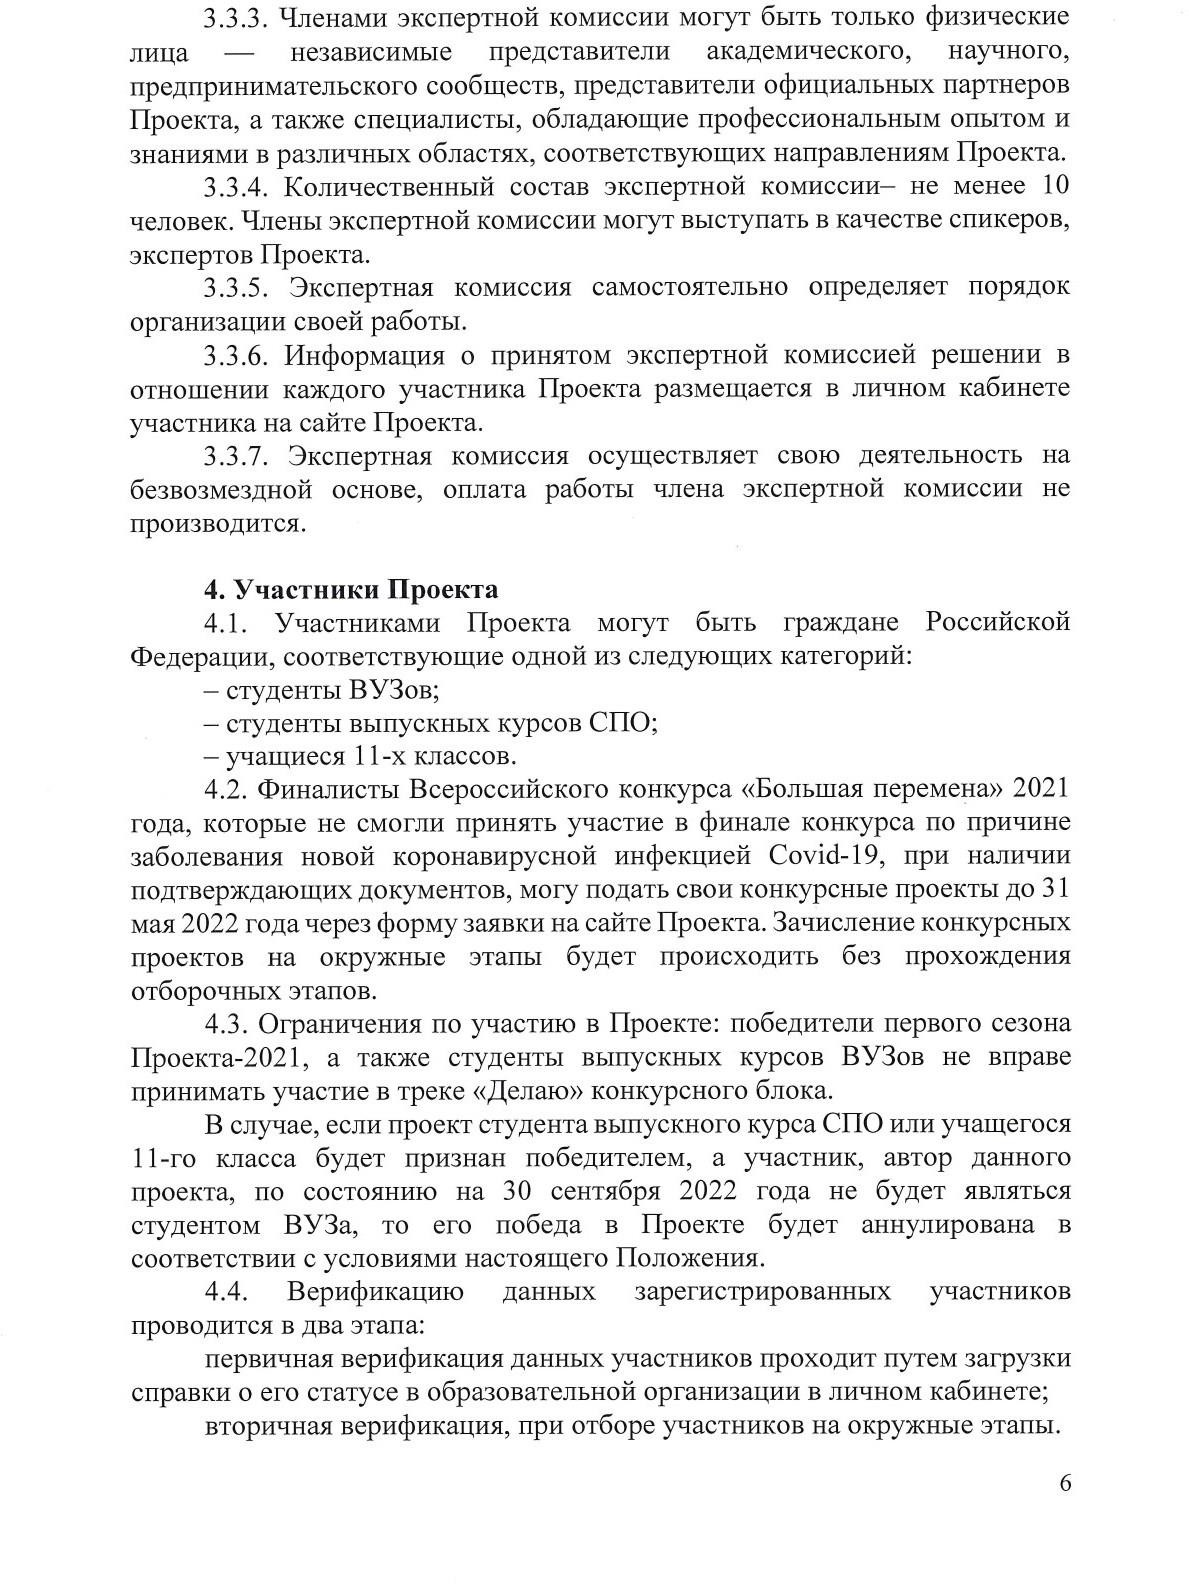 3.3.3. Членами экспертной комиссии могут быть только физические
лица — независимые представители академического, научного,
предпринимательского сообществ, представители официальных партнеров
Проекта, а также специалисты, обладающие профессиональным опытом и
знаниями в различных областях, соответствующих направлениям Проекта.
3.3.4. Количественный состав экспертной комиссии– не менее 10
человек. Члены экспертной комиссии могут выступать в качестве спикеров,
экспертов Проекта.
3.3.5. Экспертная комиссия самостоятельно определяет порядок
организации своей работы.
3.3.6. Информация о принятом экспертной комиссией решении в
отношении каждого участника Проекта размещается в личном кабинете
участника на сайте Проекта.
3.3.7. Экспертная комиссия осуществляет свою деятельность на
безвозмездной основе, оплата работы члена экспертной комиссии не
производится.
4. Участники Проекта
4.1. Участниками Проекта могут быть граждане Российской
Федерации, соответствующие одной из следующих категорий:
– студенты ВУЗов;
– студенты выпускных курсов СПО;
– учащиеся 11-х классов.
4.2. Финалисты Всероссийского конкурса «Большая перемена» 2021
года, которые не смогли принять участие в финале конкурса по причине
заболевания новой коронавирусной инфекцией Covid-19, при наличии
подтверждающих документов, могу подать свои конкурсные проекты до 31
мая 2022 года через форму заявки на сайте Проекта. Зачисление конкурсных
проектов на окружные этапы будет происходить без прохождения
отборочных этапов.
4.3. Ограничения по участию в Проекте: победители первого сезона
Проекта-2021, а также студенты выпускных курсов ВУЗов не вправе
принимать участие в треке «Делаю» конкурсного блока.
В случае, если проект студента выпускного курса СПО или учащегося
11-го класса будет признан победителем, а участник, автор данного
проекта, по состоянию на 30 сентября 2022 года не будет являться
студентом ВУЗа, то его победа в Проекте будет аннулирована в
соответствии с условиями настоящего Положения.
4.4. Верификацию данных зарегистрированных участников
проводится в два этапа:
первичная верификация данных участников проходит путем загрузки
справки о его статусе в образовательной организации в личном кабинете;
вторичная верификация, при отборе участников на окружные этапы.
6